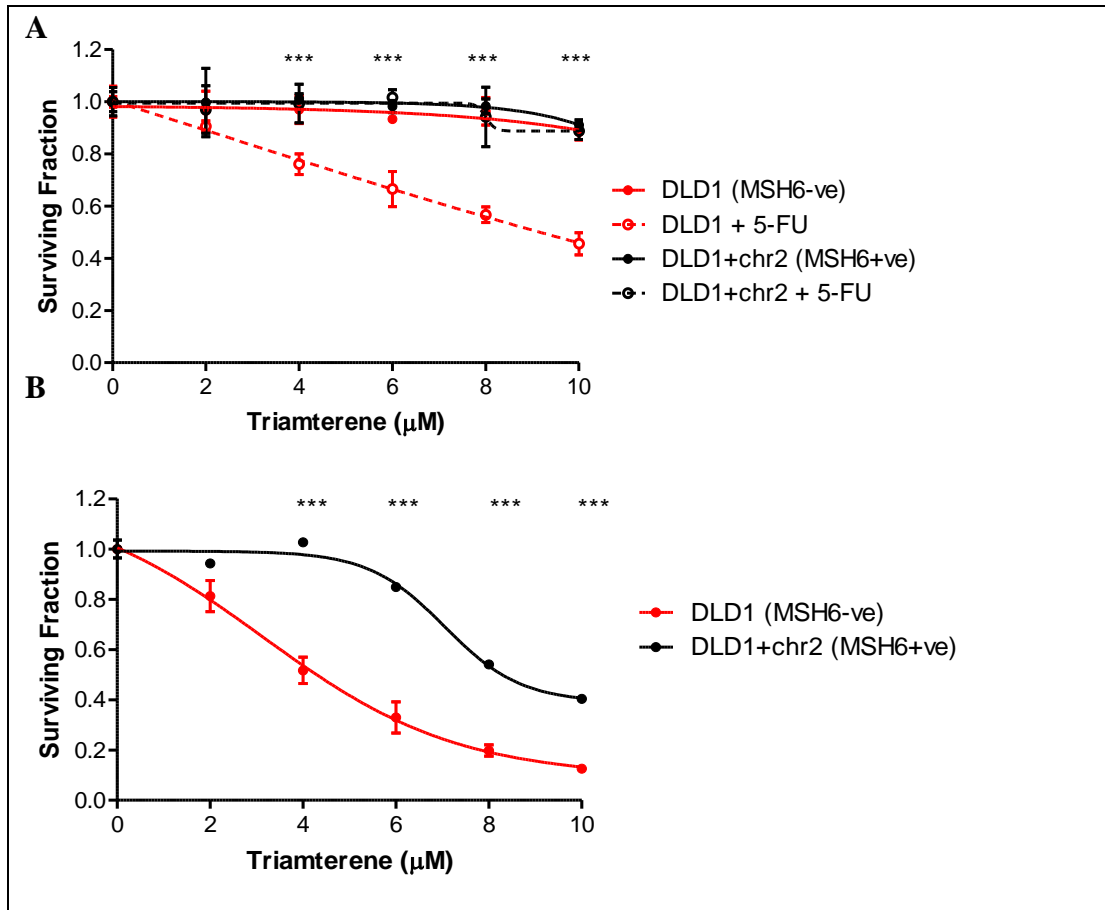 A
1.2
1.0
0.8
0.6
0.4
0.2
0.0
Surviving Fraction
*** *** *** ***
0 2 4 6 8 10
Triamterene (μM)
DLD1 (MSH6-ve)
DLD1 + 5-FU
DLD1+chr2 (MSH6+ve)
DLD1+chr2 + 5-FU
B
1.2
1.0
0.8
0.6
0.4
0.2
0.0
Surviving Fraction
*** *** *** ***
0 2 4 6 8 10
Triamterene (μM)
DLD1 (MSH6-ve)
DLD1+chr2 (MSH6+ve)